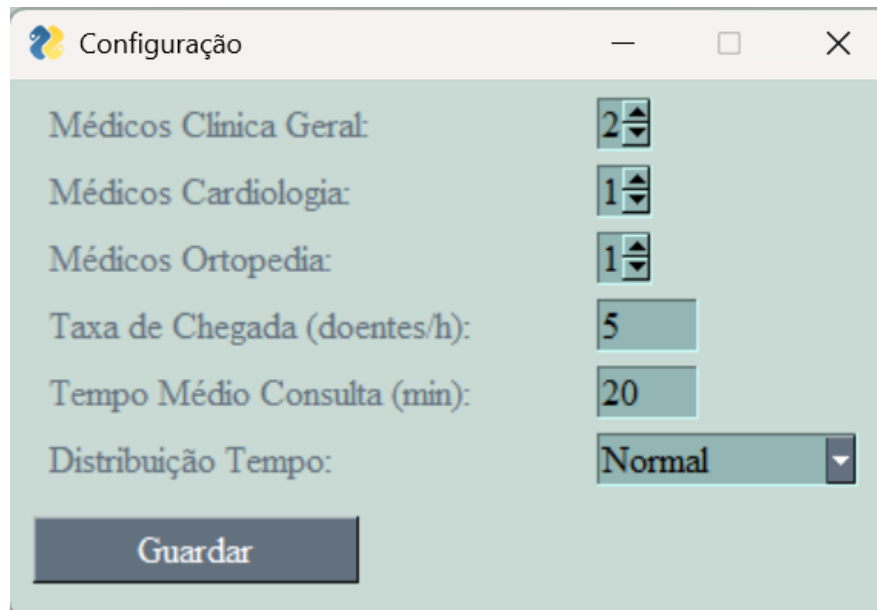 Configuração
Médicos Clínica Geral: 2
Médicos Cardiologia: 1
Médicos Ortopedia: 1
Taxa de Chegada (doentes/h): 5
Tempo Médio Consulta (min): 20
Distribuição Tempo: Normal
Guardar